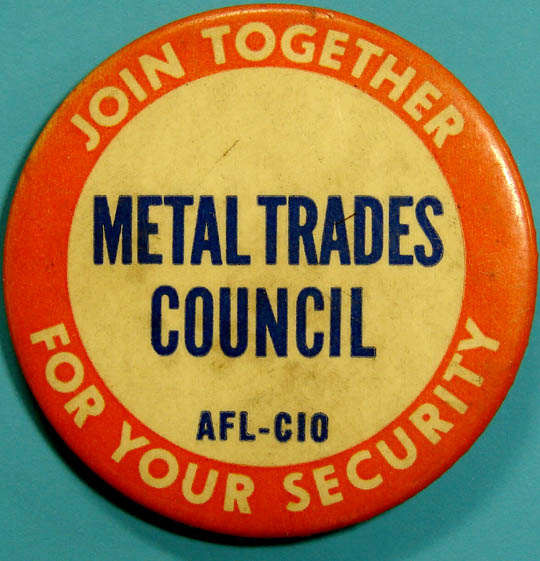 JOIN TOGETHER
METAL TRADES
COUNCIL
AFL-CIO
FOR YOUR SECURITY